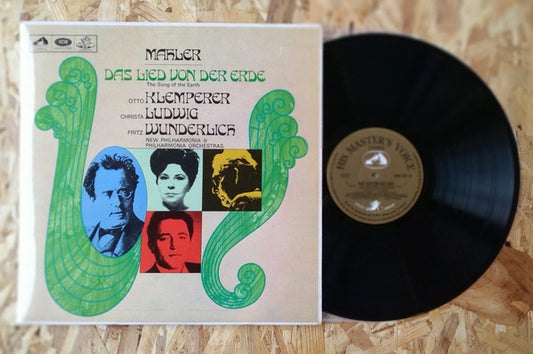 EMI
MAHLER
DAS LIED VON DER ERDE
The Song of the Earth
OTTO KLEMPERER
CHRISTA LUDWIG
FRITZ WUNDERLICH
NEW PHILHARMONIA &
PHILHARMONIA ORCHESTRAS
HIS MASTER'S VOICE